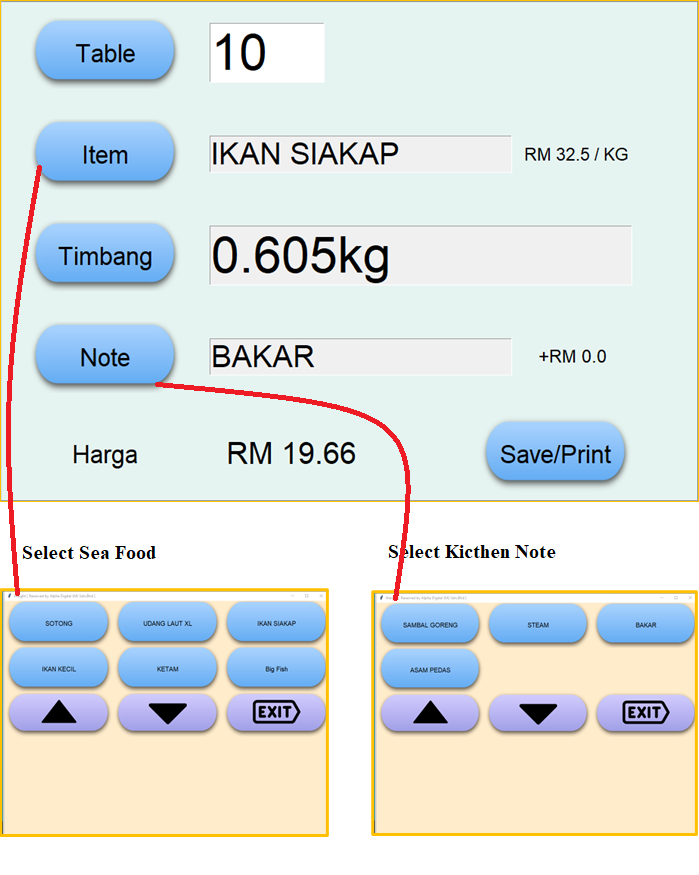 Table 10
Item IKAN SIAKAP RM 32.5 / KG
Timbang 0.605kg
Note BAKAR +RM 0.0
Harga RM 19.66 Save/Print
Select Sea Food
Select Kicthen Note
SOTONG UDANG LAUT XL IKAN SIAKAP
IKAN KECIL KETAM Big Fish
EXIT
SAMBAL GORENG STEAM BAKAR
ASAM PEDAS
EXIT